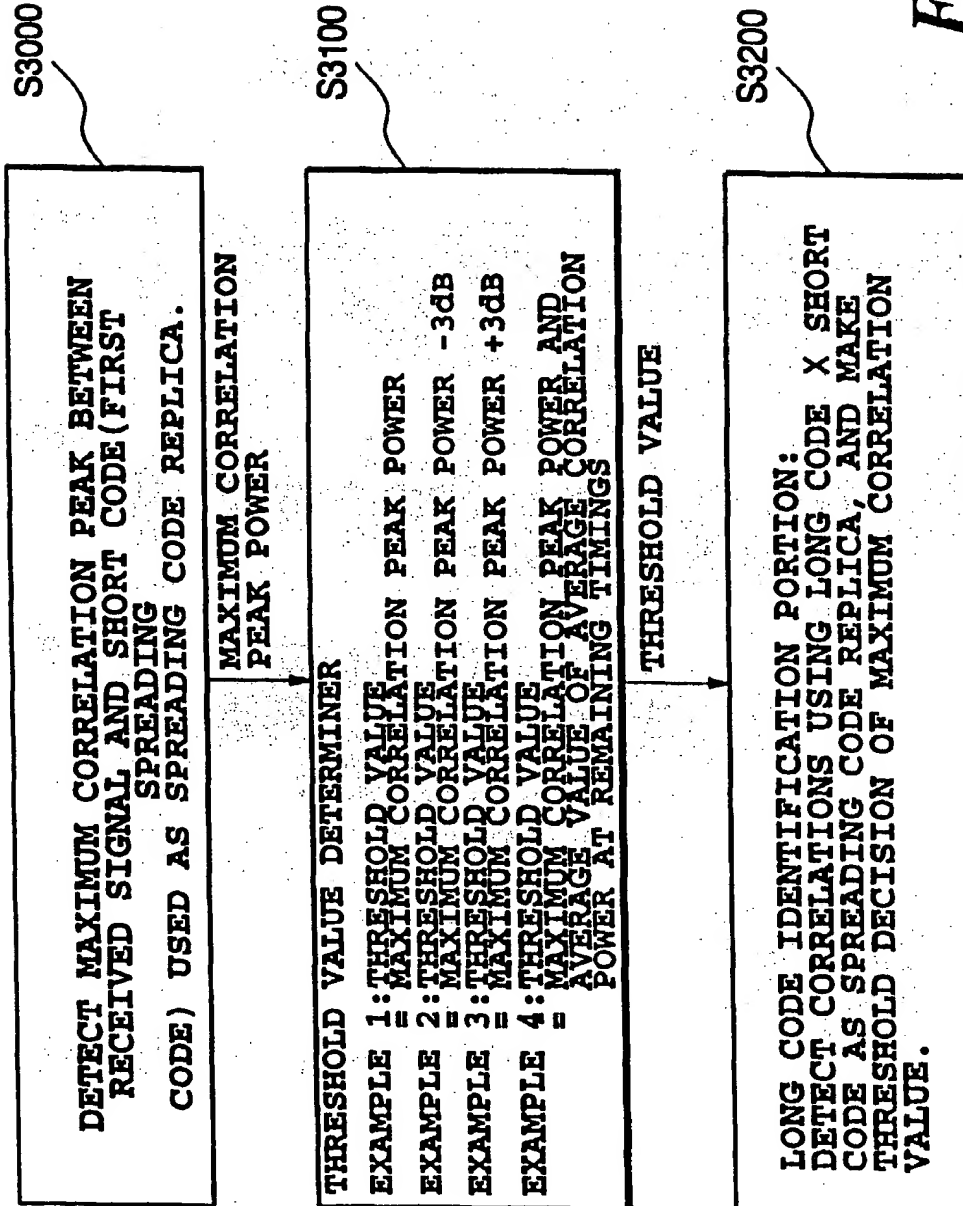 S3000
DETECT MAXIMUM CORRELATION PEAK BETWEEN
RECEIVED SIGNAL AND SHORT CODE(FIRST
SPREADING
CODE) USED AS SPREADING CODE REPLICA.
MAXIMUM CORRELATION
PEAK POWER
S3100
THRESHOLD VALUE DETERMINER
EXAMPLE 1:THRESHOLD VALUE
= MAXIMUM CORRELATION PEAK POWER
EXAMPLE 2:THRESHOLD VALUE
= MAXIMUM CORRELATION PEAK POWER -3dB
EXAMPLE 3:THRESHOLD VALUE
= MAXIMUM CORRELATION PEAK POWER +3dB
EXAMPLE 4:THRESHOLD VALUE
= MAXIMUM CORRELATION PEAK POWER AND
AVERAGE VALUE OF AVERAGE CORRELATION
POWER AT REMAINING TIMINGS
THRESHOLD VALUE
S3200
LONG CODE IDENTIFICATION PORTION:
DETECT CORRELATIONS USING LONG CODE X SHORT
CODE AS SPREADING CODE REPLICA, AND MAKE
THRESHOLD DECISION OF MAXIMUM CORRELATION
VALUE.